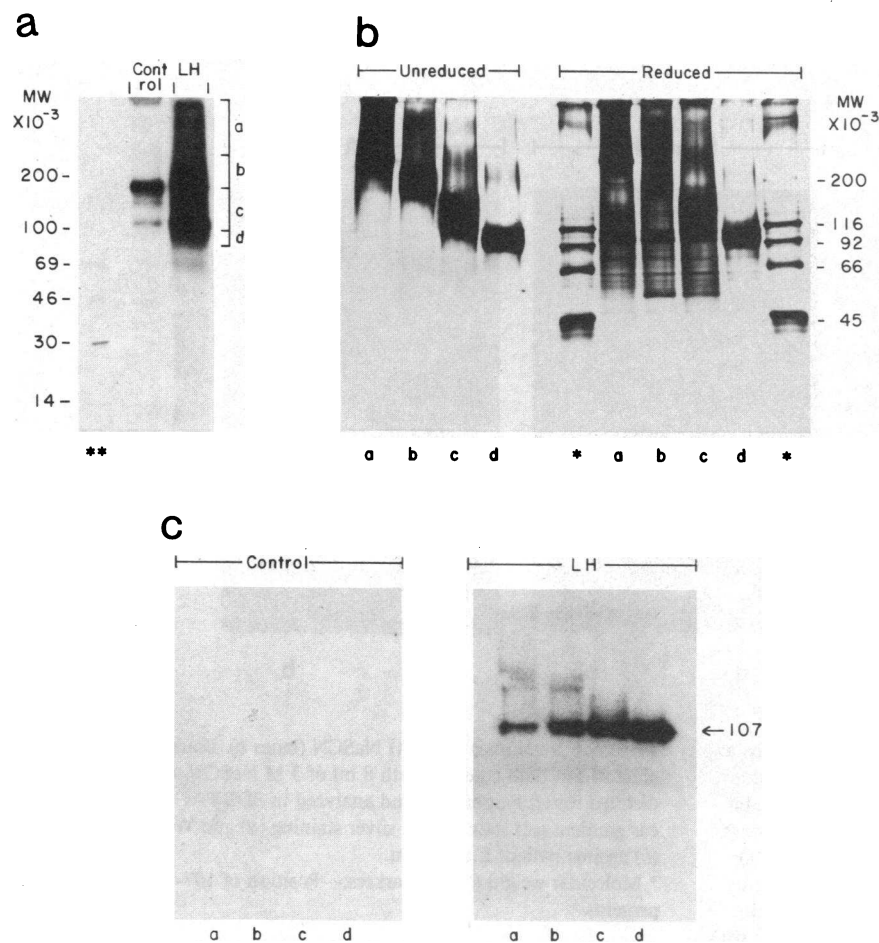 a
Cont
rol
LH
MW
X10-3
200 -
100 -
69 -
46 -
30 -
14 -
a
b
c
d
**
b
Unreduced
Reduced
MW
X10-3
- 200
- 116
- 92
- 66
- 45
a b c d * a b c d *
c
Control
LH
←107
a b c d
a b c d